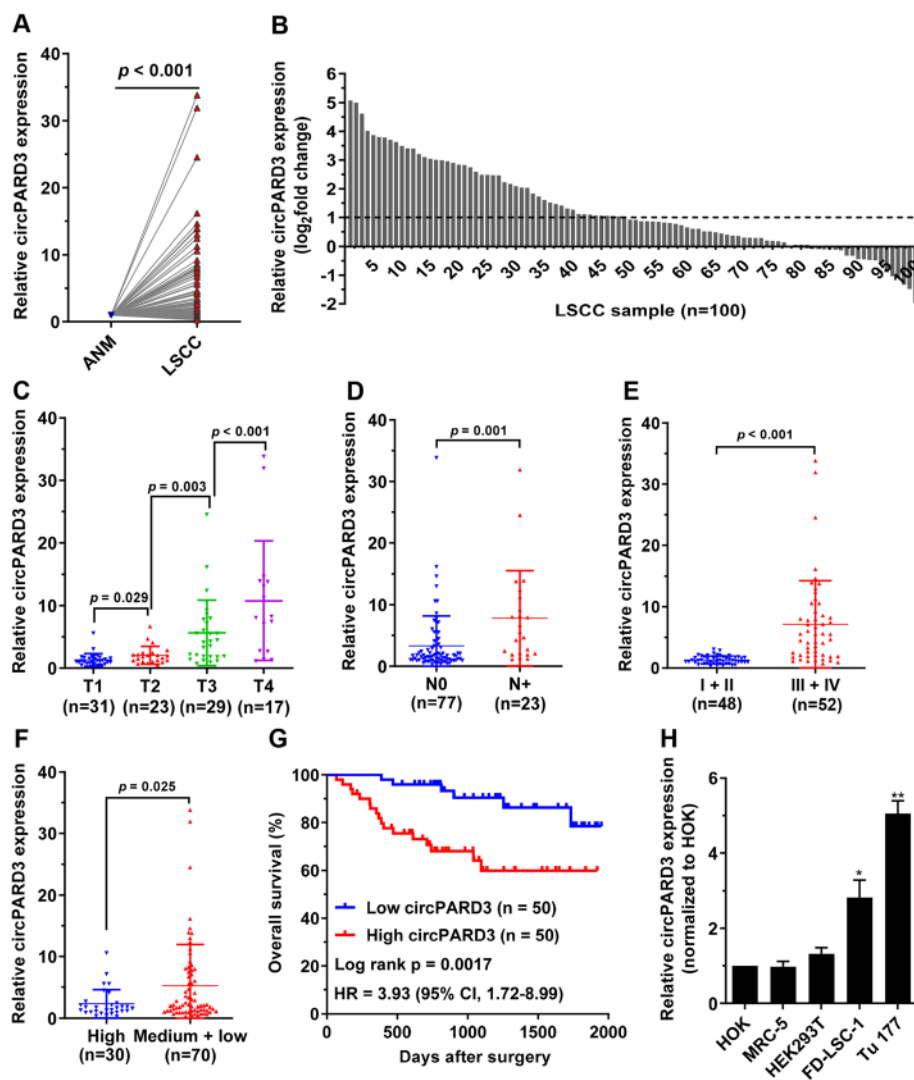 A
Relative circPARD3 expression
40
30
20
10
0
p < 0.001
ANM
LSCC
B
Relative circPARD3 expression
(log2fold change)
6
5
4
3
2
1
0
-1
-2
5 10 15 20 25 30 35 40 45 50 55 60 65 70 75 80 85 90 95 100
LSCC sample (n=100)
C
Relative circPARD3 expression
40
30
20
10
0
p < 0.001
p = 0.003
p = 0.029
T1 T2 T3 T4
(n=31) (n=23) (n=29) (n=17)
D
Relative circPARD3 expression
40
30
20
10
0
p = 0.001
N0 N+
(n=77) (n=23)
E
Relative circPARD3 expression
40
30
20
10
0
p < 0.001
I + II III + IV
(n=48) (n=52)
F
Relative circPARD3 expression
40
30
20
10
0
p = 0.025
High Medium + low
(n=30) (n=70)
G
Overall survival (%)
100
80
60
40
20
0
Low circPARD3 (n = 50)
High circPARD3 (n = 50)
Log rank p = 0.0017
HR = 3.93 (95% CI, 1.72-8.99)
0 500 1000 1500 2000
Days after surgery
H
Relative circPARD3 expression
(normalized to HOK)
6
4
2
0
*
**
HOK
MRC-5
HEK293T
FD-LSC-1
Tu 177